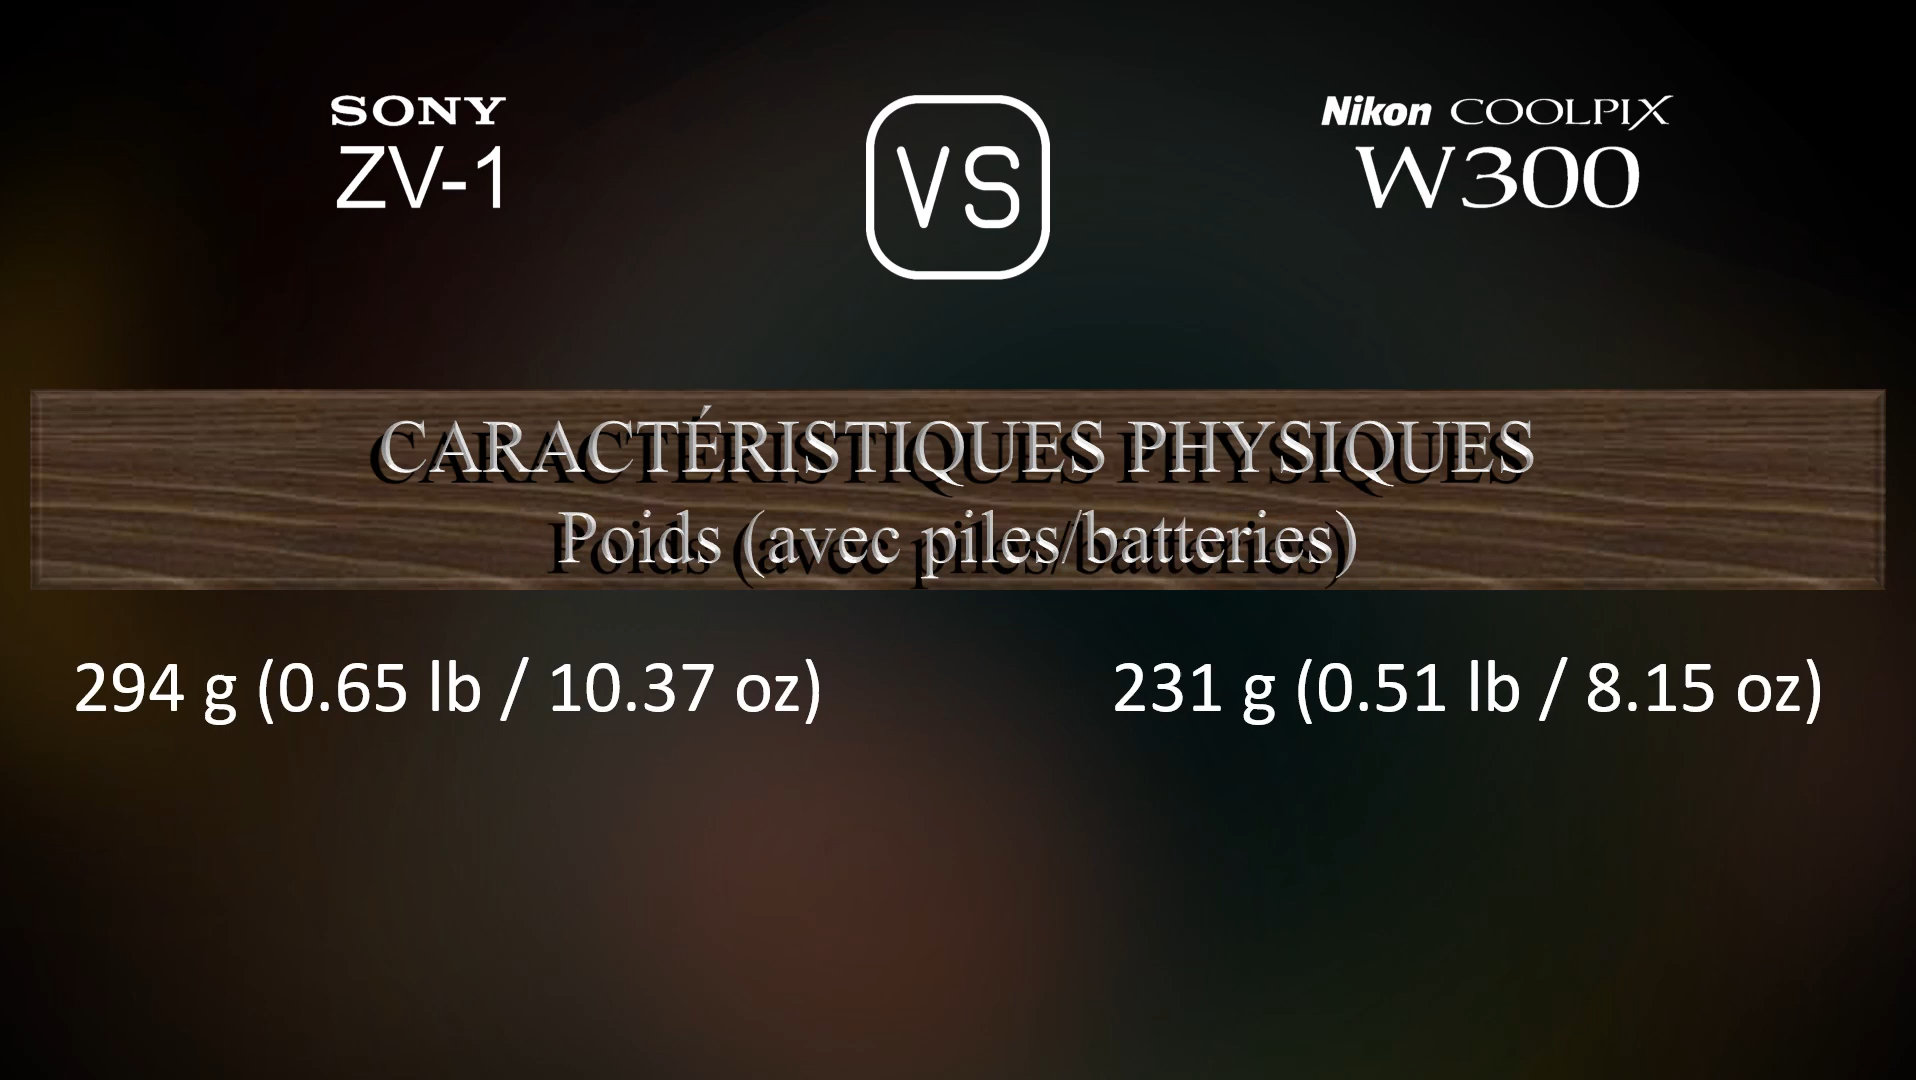 SONY
ZV-1
VS
Nikon COOLPIX
W300
CARACTÉRISTIQUES PHYSIQUES
Poids (avec piles/batteries)
294 g (0.65 lb / 10.37 oz)
231 g (0.51 lb / 8.15 oz)